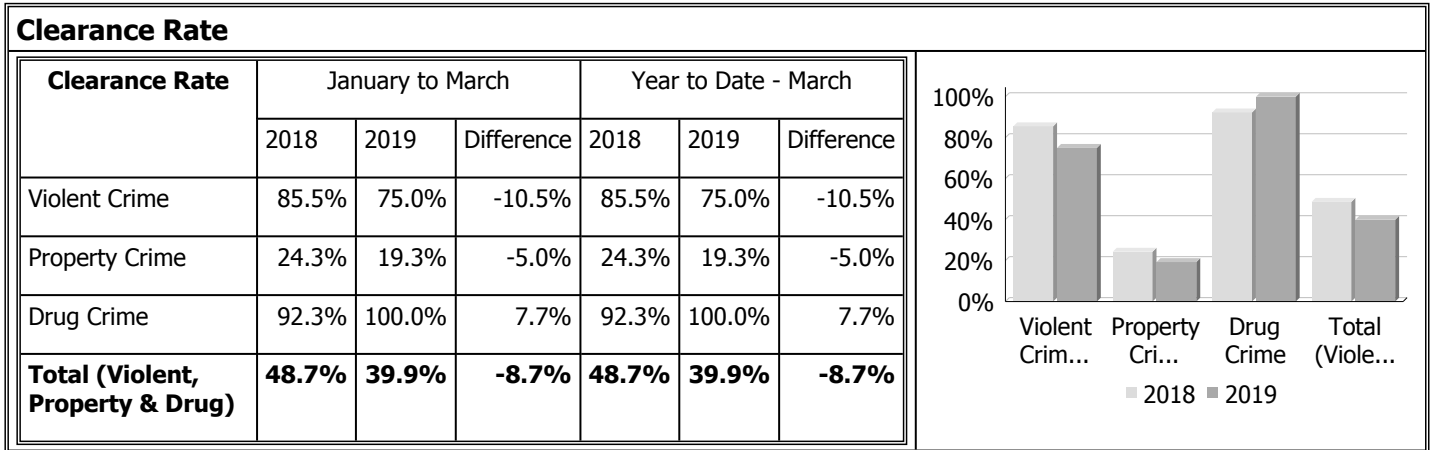 Clearance Rate
Clearance Rate January to March Year to Date - March
2018 2019 Difference 2018 2019 Difference
Violent Crime 85.5% 75.0% -10.5% 85.5% 75.0% -10.5%
Property Crime 24.3% 19.3% -5.0% 24.3% 19.3% -5.0%
Drug Crime 92.3% 100.0% 7.7% 92.3% 100.0% 7.7%
Total (Violent,
Property & Drug) 48.7% 39.9% -8.7% 48.7% 39.9% -8.7%
100%
80%
60%
40%
20%
0%
Violent Property Drug Total
Crim... Cri... Crime (Viole...
2018 2019